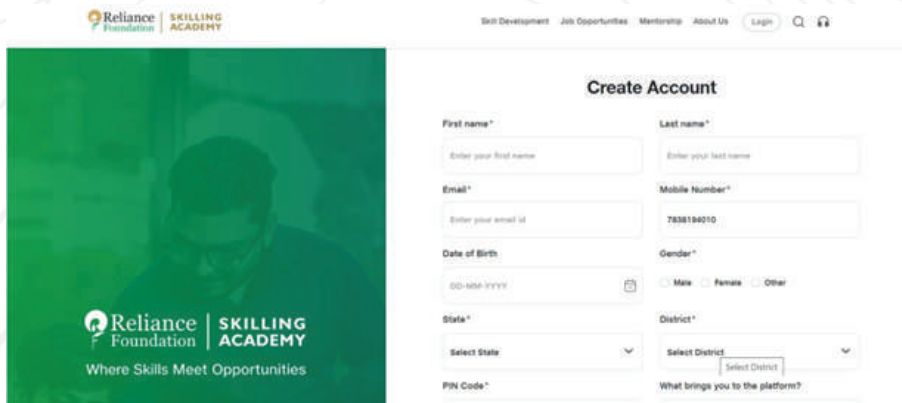 Reliance Foundation | SKILLING ACADEMY
Skill Development Job Opportunities Mentorship About Us Login
Create Account
First name* Last name*
Enter your first name Enter your last name
Email* Mobile Number*
Enter your email id 7838194010
Date of Birth Gender*
DD-MM-YYYY Male Female Other
State* District*
Select State Select District
Select District
PIN Code* What brings you to the platform?
Reliance Foundation | SKILLING ACADEMY
Where Skills Meet Opportunities